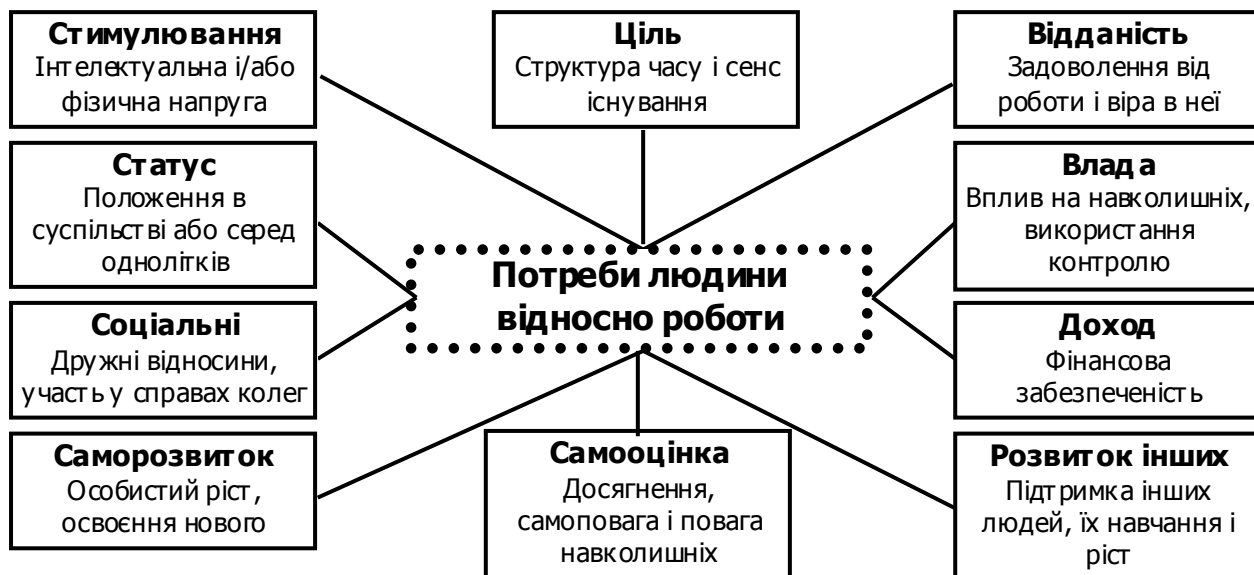 Стимулювання
Інтелектуальна і/або
фізична напруга
Ціль
Структура часу і сенс
існування
Відданість
Задоволення від
роботи і віра в неї
Статус
Положення в
суспільстві або серед
однолітків
Влада
Вплив на навколишніх,
використання
контролю
Потреби людини
відносно роботи
Соціальні
Дружні відносини,
участь у справах колег
Доход
Фінансова
забезпеченість
Саморозвиток
Особистий ріст,
освоєння нового
Самооцінка
Досягнення,
самоповага і повага
навколишніх
Розвиток інших
Підтримка інших
людей, їх навчання і
ріст